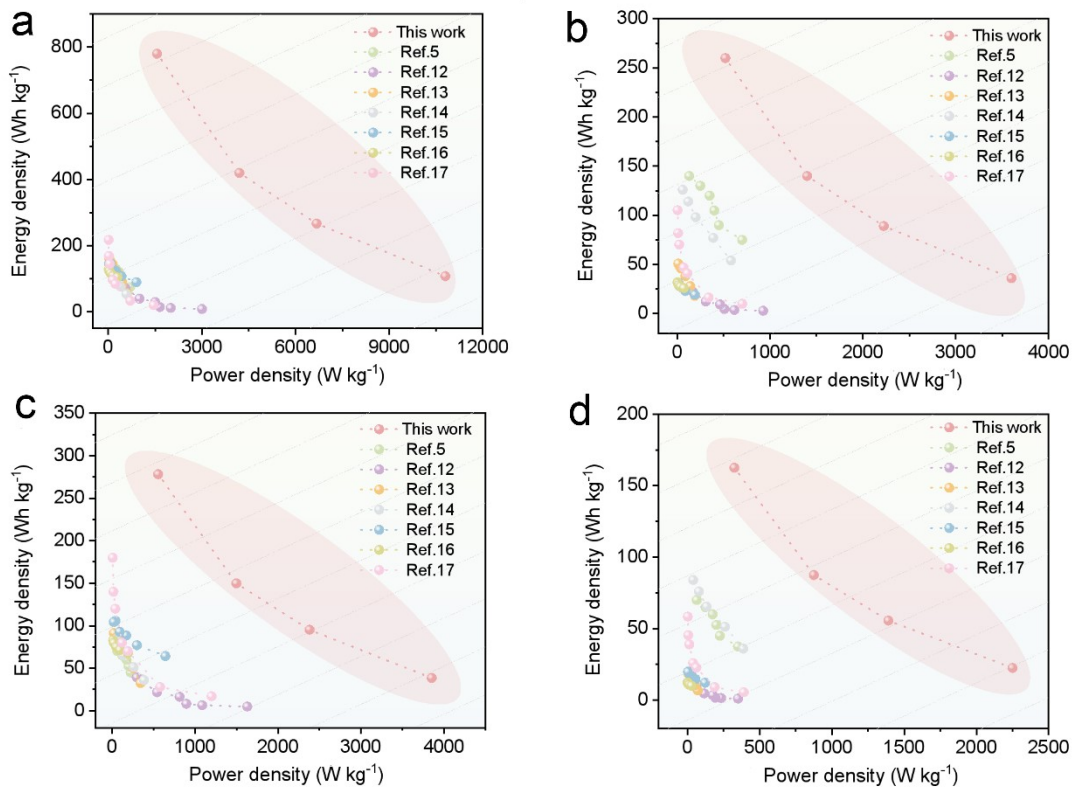 a
Energy density (Wh kg⁻¹)
800
600
400
200
0
This work
Ref.5
Ref.12
Ref.13
Ref.14
Ref.15
Ref.16
Ref.17
0 3000 6000 9000 12000
Power density (W kg⁻¹)
b
Energy density (Wh kg⁻¹)
300
250
200
150
100
50
0
This work
Ref.5
Ref.12
Ref.13
Ref.14
Ref.15
Ref.16
Ref.17
0 1000 2000 3000 4000
Power density (W kg⁻¹)
c
Energy density (Wh kg⁻¹)
350
300
250
200
150
100
50
0
This work
Ref.5
Ref.12
Ref.13
Ref.14
Ref.15
Ref.16
Ref.17
0 1000 2000 3000 4000
Power density (W kg⁻¹)
d
Energy density (Wh kg⁻¹)
200
150
100
50
0
This work
Ref.5
Ref.12
Ref.13
Ref.14
Ref.15
Ref.16
Ref.17
0 500 1000 1500 2000 2500
Power density (W kg⁻¹)